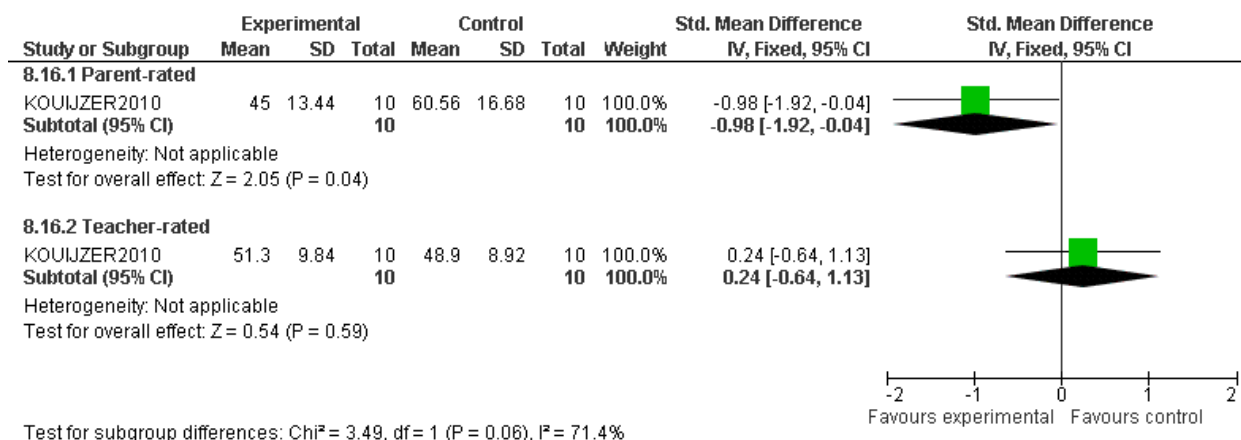 Experimental Control Std. Mean Difference Std. Mean Difference
Study or Subgroup Mean SD Total Mean SD Total Weight IV, Fixed, 95% CI IV, Fixed, 95% CI
8.16.1 Parent-rated
KOUIJZER2010 45 13.44 10 60.56 16.68 10 100.0% -0.98 [-1.92, -0.04]
Subtotal (95% CI) 10 10 100.0% -0.98 [-1.92, -0.04]
Heterogeneity: Not applicable
Test for overall effect: Z = 2.05 (P = 0.04)
8.16.2 Teacher-rated
KOUIJZER2010 51.3 9.84 10 48.9 8.92 10 100.0% 0.24 [-0.64, 1.13]
Subtotal (95% CI) 10 10 100.0% 0.24 [-0.64, 1.13]
Heterogeneity: Not applicable
Test for overall effect: Z = 0.54 (P = 0.59)
-2 -1 0 1 2
Favours experimental Favours control
Test for subgroup differences: Chi² = 3.49, df = 1 (P = 0.06), I² = 71.4%